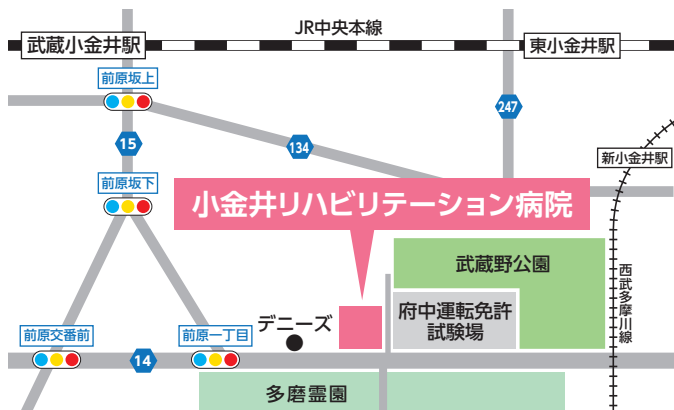 JR中央本線
武蔵小金井駅
東小金井駅
前原坂上
247
15
134
新小金井駅
前原坂下
小金井リハビリテーション病院
武蔵野公園
西武多摩川線
府中運転免許
試験場
デニーズ
前原交番前
前原一丁目
14
多磨霊園